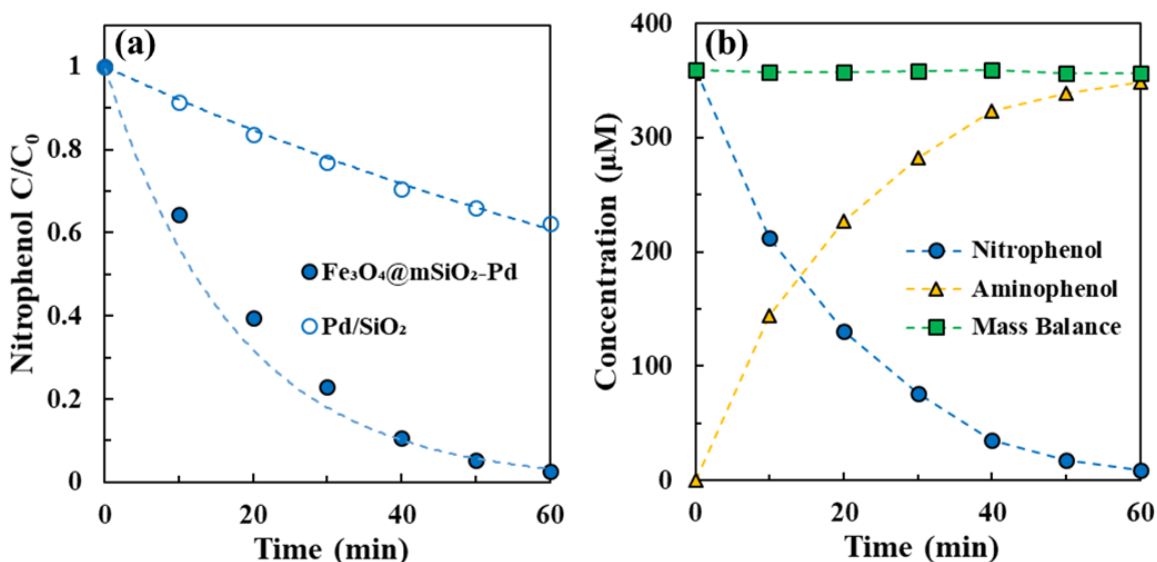 (a)
Nitrophenol C/C₀
1
0.8
0.6
0.4
0.2
0
Fe₃O₄@mSiO₂-Pd
Pd/SiO₂
0
20
40
60
Time (min)
(b)
Concentration (μM)
400
300
200
100
0
Nitrophenol
Aminophenol
Mass Balance
0
20
40
60
Time (min)